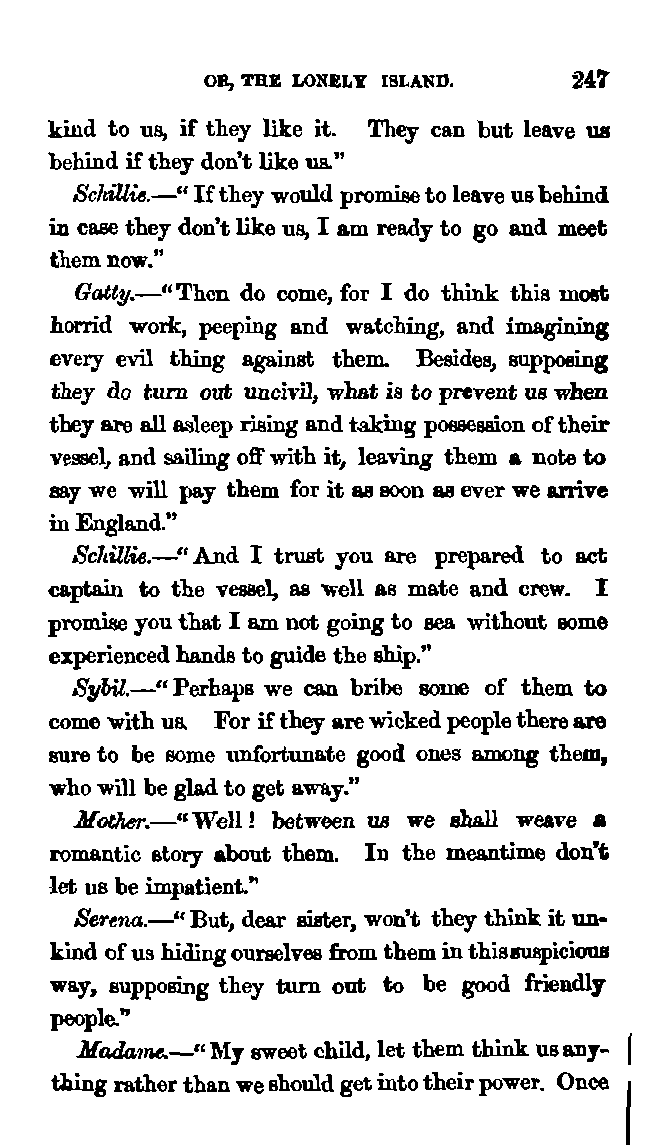 OR, THE LONELY ISLAND. 247
kind to us, if they like it. They can but leave us
behind if they don't like us."
Schillie.—"If they would promise to leave us behind
in case they don't like us, I am ready to go and meet
them now."
Gatty.—"Then do come, for I do think this most
horrid work, peeping and watching, and imagining
every evil thing against them. Besides, supposing
they do turn out uncivil, what is to prevent us when
they are all asleep rising and taking possession of their
vessel, and sailing off with it, leaving them a note to
say we will pay them for it as soon as ever we arrive
in England."
Schillie.—"And I trust you are prepared to act
captain to the vessel, as well as mate and crew. I
promise you that I am not going to sea without some
experienced hands to guide the ship."
Sybil.—"Perhaps we can bribe some of them to
come with us. For if they are wicked people there are
sure to be some unfortunate good ones among them,
who will be glad to get away."
Mother.—"Well! between us we shall weave a
romantic story about them. In the meantime don't
let us be impatient."
Serena.—"But, dear sister, won't they think it un-
kind of us hiding ourselves from them in this suspicious
way, supposing they turn out to be good friendly
people."
Madame.—"My sweet child, let them think us any-
thing rather than we should get into their power. Once